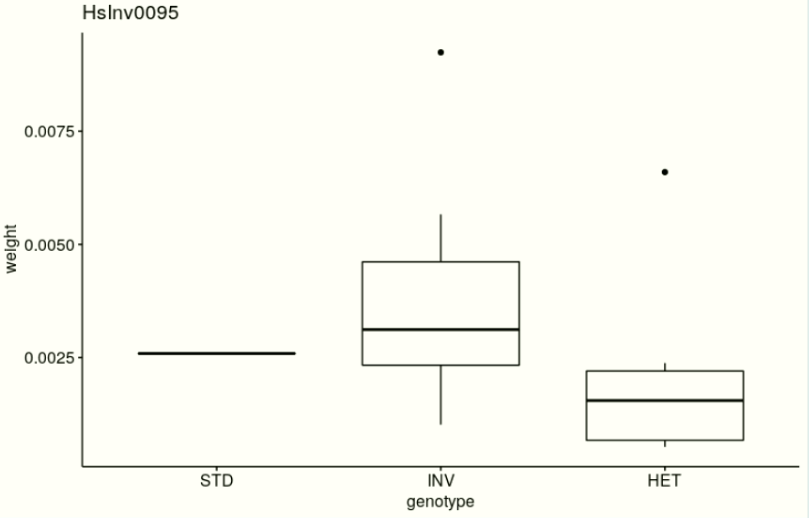 HsInv0095
0.0075
0.0050
0.0025
weight
STD
INV
HET
genotype